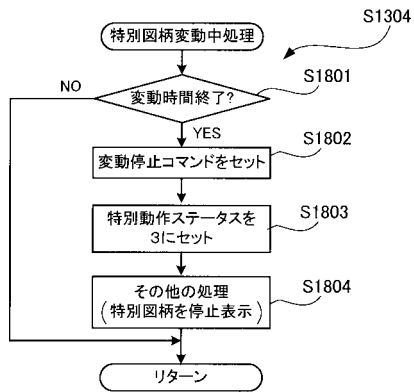 特別図柄変動中処理
S1304
変動時間終了?
S1801
NO
YES
変動停止コマンドをセット
S1802
特別動作ステータスを
3にセット
S1803
その他の処理
(特別図柄を停止表示)
S1804
リターン